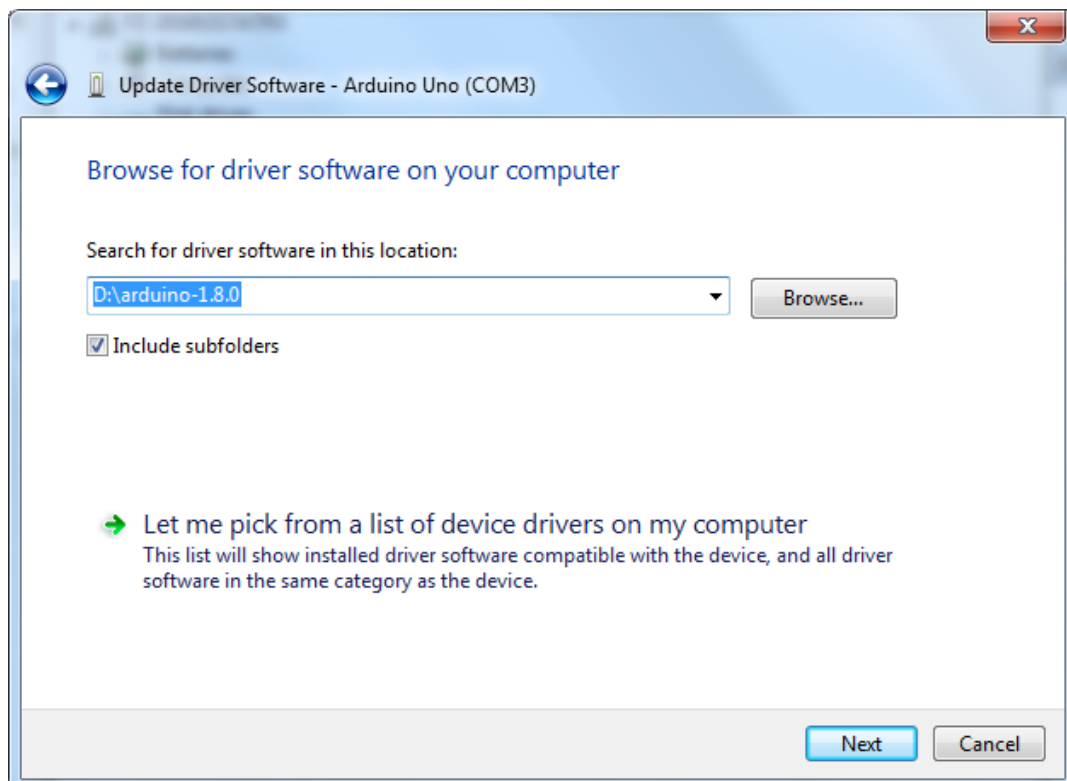 Update Driver Software - Arduino Uno (COM3)
Browse for driver software on your computer
Search for driver software in this location:
D:\arduino-1.8.0
Browse...
Include subfolders
Let me pick from a list of device drivers on my computer
This list will show installed driver software compatible with the device, and all driver
software in the same category as the device.
Next
Cancel